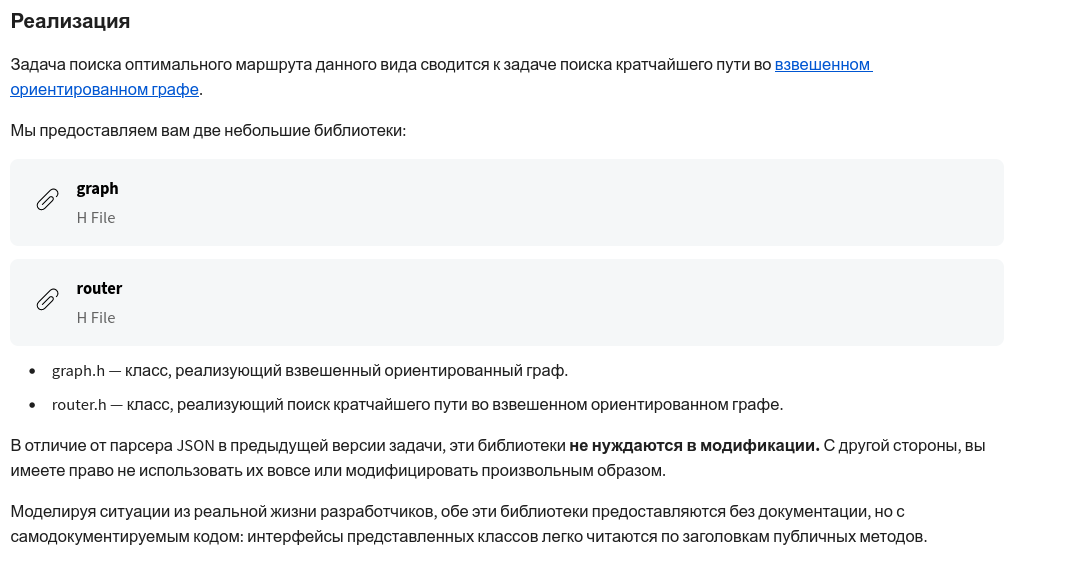 Реализация
Задача поиска оптимального маршрута данного вида сводится к задаче поиска кратчайшего пути во взвешенном
ориентированном графе.
Мы предоставляем вам две небольшие библиотеки:
graph
H File
router
H File
• graph.h — класс, реализующий взвешенный ориентированный граф.
• router.h — класс, реализующий поиск кратчайшего пути во взвешенном ориентированном графе.
В отличие от парсера JSON в предыдущей версии задачи, эти библиотеки не нуждаются в модификации. С другой стороны, вы
имеете право не использовать их вовсе или модифицировать произвольным образом.
Моделируя ситуации из реальной жизни разработчиков, обе эти библиотеки предоставляются без документации, но с
самодокументируемым кодом: интерфейсы представленных классов легко читаются по заголовкам публичных методов.